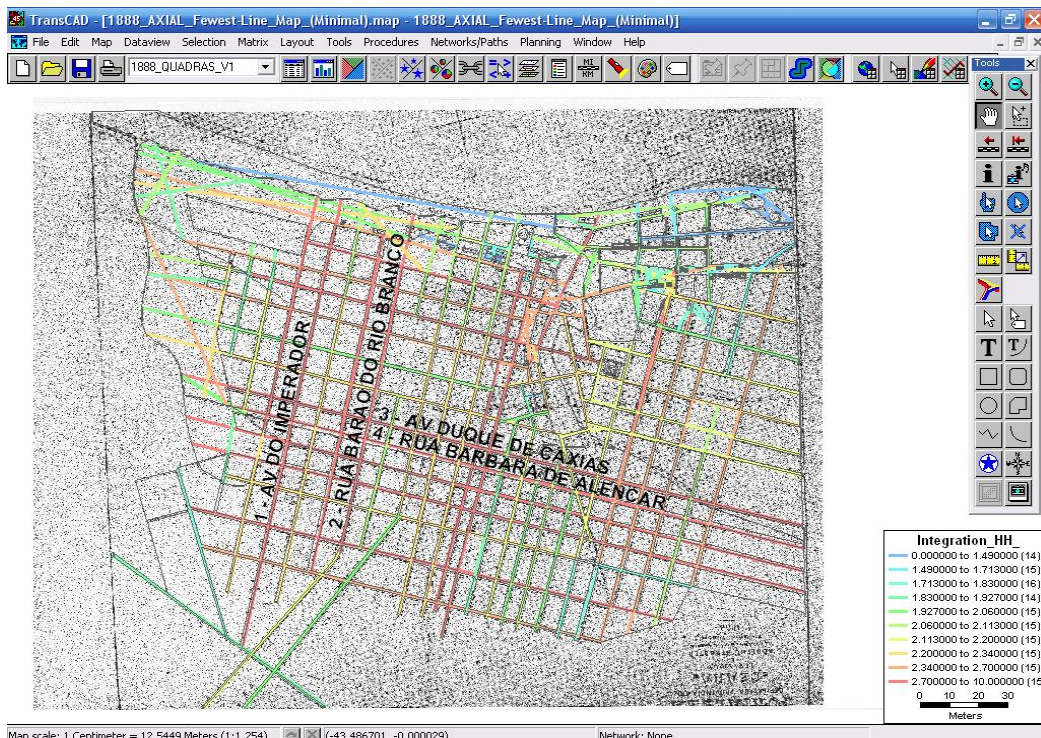 TransCAD - [1888_AXIAL_Fewest-Line_Map_(Minimal).map - 1888_AXIAL_Fewest-Line_Map_(Minimal)]
File Edit Map Dataview Selection Matrix Layout Tools Procedures Networks/Paths Planning Window Help
1888_QUADRAS_V1
MI
KM
Tools
T T
1 - AV DO IMPERADOR
2 - RUA BARAO DO RIO BRANCO
3 - AV DUQUE DE CAXIAS
4 - RUA BARBARA DE ALENCAR
Integration_HH_
0.000000 to 1.490000 (14)
1.490000 to 1.713000 (15)
1.713000 to 1.830000 (16)
1.830000 to 1.927000 (14)
1.927000 to 2.060000 (15)
2.060000 to 2.113000 (15)
2.113000 to 2.200000 (15)
2.200000 to 2.340000 (15)
2.340000 to 2.700000 (15)
2.700000 to 10.000000 (15
0 10 20 30
Meters
Map scale: 1 Centimeter = 12.5449 Meters (1:1,254)
(-43.486701, -0.000029)
Network: None